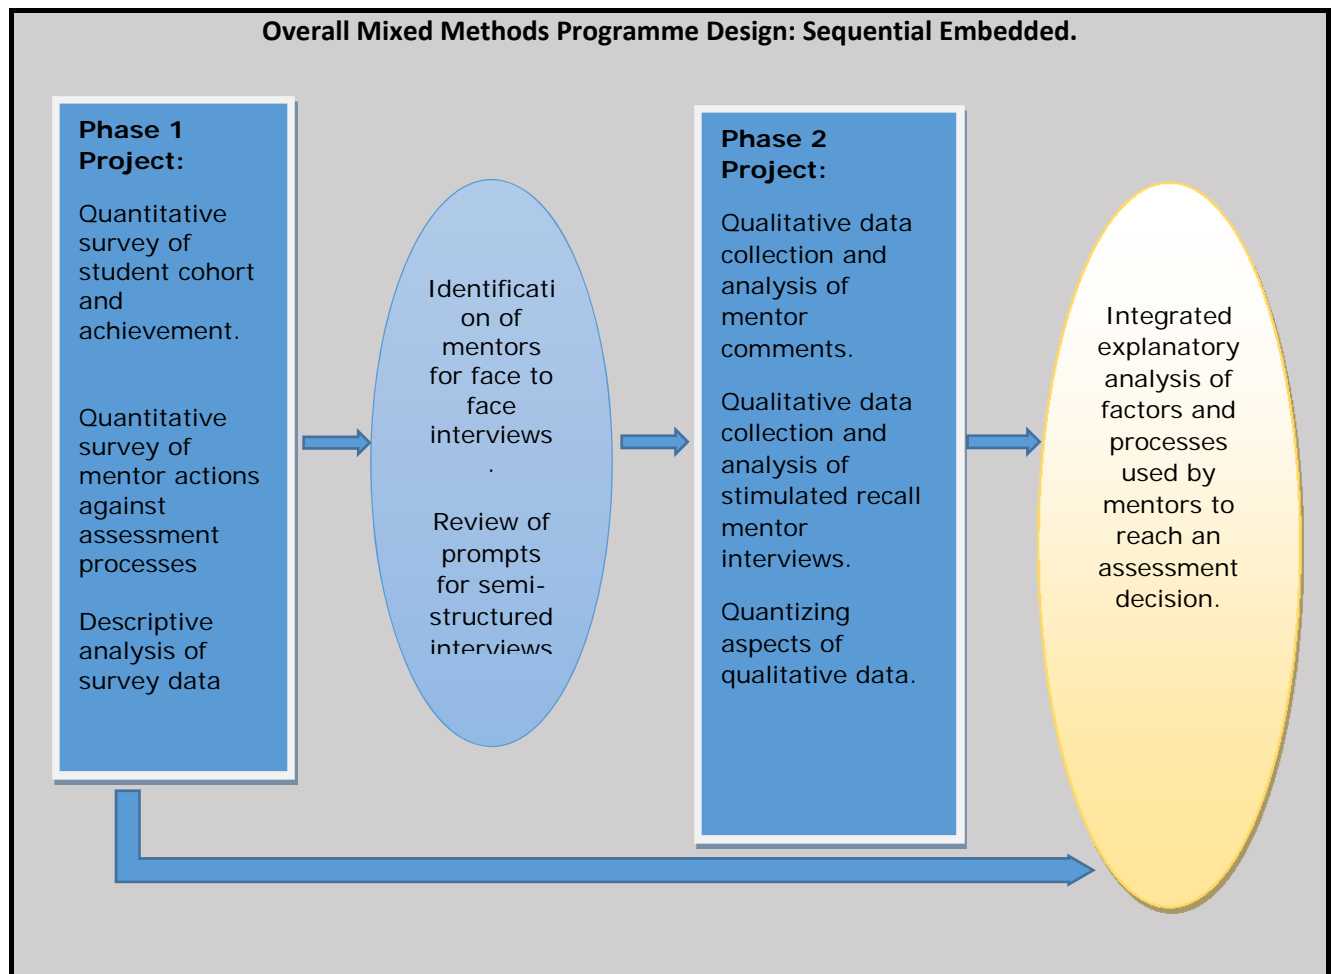 Overall Mixed Methods Programme Design: Sequential Embedded.
Phase 1
Project:
Quantitative
survey of
student cohort
and
achievement.
Quantitative
survey of
mentor actions
against
assessment
processes
Descriptive
analysis of
survey data
Identificati
on of
mentors
for face to
face
interviews
.
Review of
prompts
for semi-
structured
interviews
Phase 2
Project:
Qualitative data
collection and
analysis of
mentor
comments.
Qualitative data
collection and
analysis of
stimulated recall
mentor
interviews.
Quantizing
aspects of
qualitative data.
Integrated
explanatory
analysis of
factors and
processes
used by
mentors to
reach an
assessment
decision.